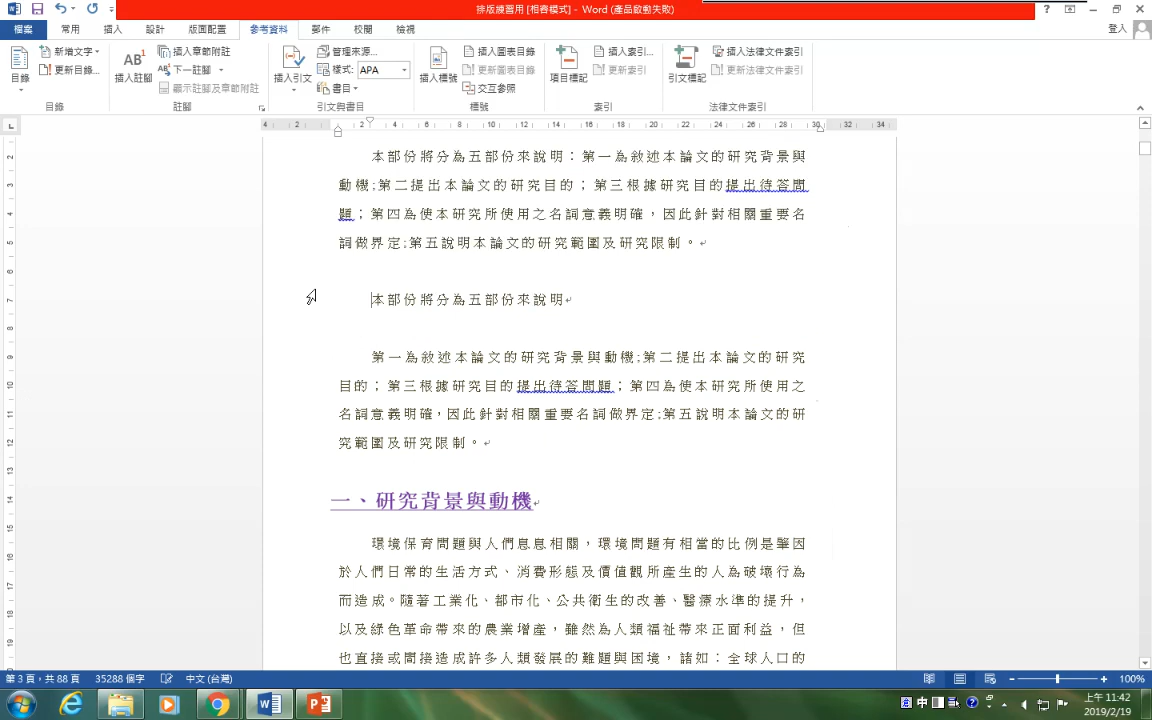 排版練習用 [相容模式] - Word (產品啟動失敗)
檔案 常用 插入 設計 版面配置 參考資料 郵件 校閱 檢視 登入
目錄 新增文字 更新目錄...
AB¹ 插入註腳 插入章節附註 下一註腳 顯示註腳及章節附註
插入引文 管理來源... 樣式: APA 書目
插入標號 插入圖表目錄 更新圖表目錄 交互參照
項目標記 插入索引... 更新索引
引文標記 插入法律文件索引 更新法律文件索引
目錄 註腳 引文與書目 標號 索引 法律文件索引
4 2 2 4 6 8 10 12 14 16 18 20 22 24 26 28 30 32 34
本部份將分為五部份來說明：第一為敘述本論文的研究背景與
動機;第二提出本論文的研究目的；第三根據研究目的提出待答問
題；第四為使本研究所使用之名詞意義明確，因此針對相關重要名
詞做界定;第五說明本論文的研究範圍及研究限制。
本部份將分為五部份來說明
第一為敘述本論文的研究背景與動機;第二提出本論文的研究
目的；第三根據研究目的提出待答問題；第四為使本研究所使用之
名詞意義明確，因此針對相關重要名詞做界定;第五說明本論文的研
究範圍及研究限制。
一、研究背景與動機
環境保育問題與人們息息相關，環境問題有相當的比例是肇因
於人們日常的生活方式、消費形態及價值觀所產生的人為破壞行為
而造成。隨著工業化、都市化、公共衛生的改善、醫療水準的提升，
以及綠色革命帶來的農業增產，雖然為人類福祉帶來正面利益，但
也直接或間接造成許多人類發展的難題與困境，諸如：全球人口的
第 3 頁，共 88 頁 35288 個字 中文 (台灣) 100%
中 上午 11:42
2019/2/19